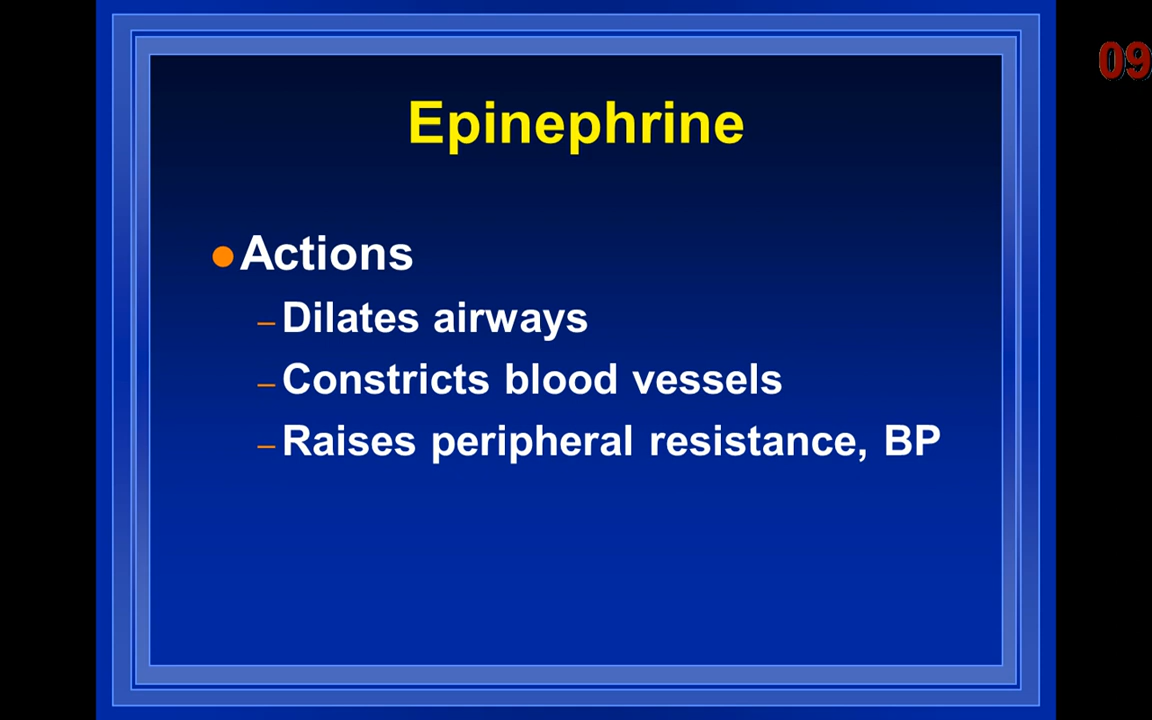 Epinephrine
09
● Actions
– Dilates airways
– Constricts blood vessels
– Raises peripheral resistance, BP